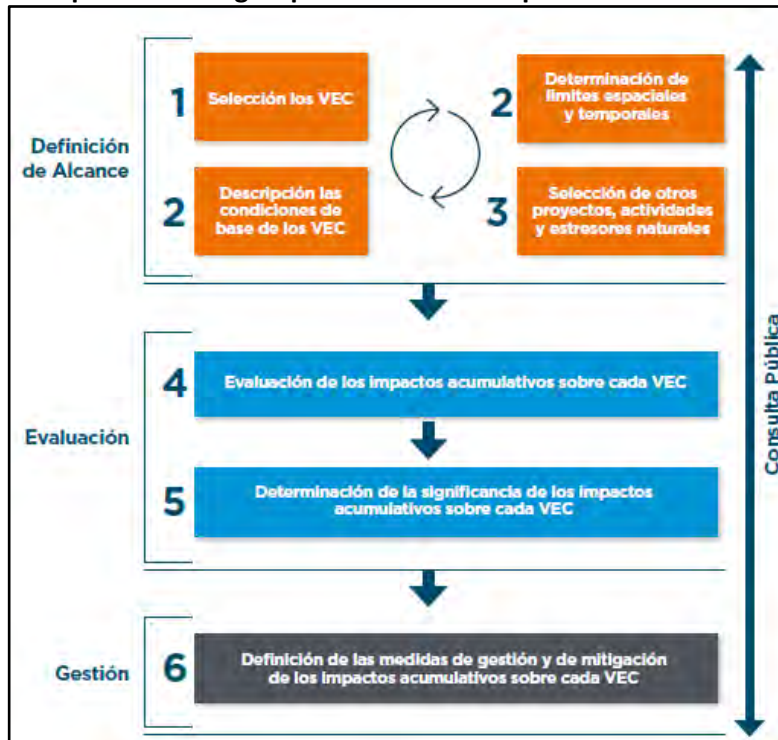 1
Selección los VEC
2
Determinación de
límites espaciales
y temporales
Definición
de Alcance
2
Descripción las
condiciones de
base de los VEC
3
Selección de otros
proyectos, actividades
y estresores naturales
Evaluación
4
Evaluación de los impactos acumulativos sobre cada VEC
5
Determinación de la significancia de los impactos
acumulativos sobre cada VEC
Gestión
6
Definición de las medidas de gestión y de mitigación
de los impactos acumulativos sobre cada VEC
Consulta Pública